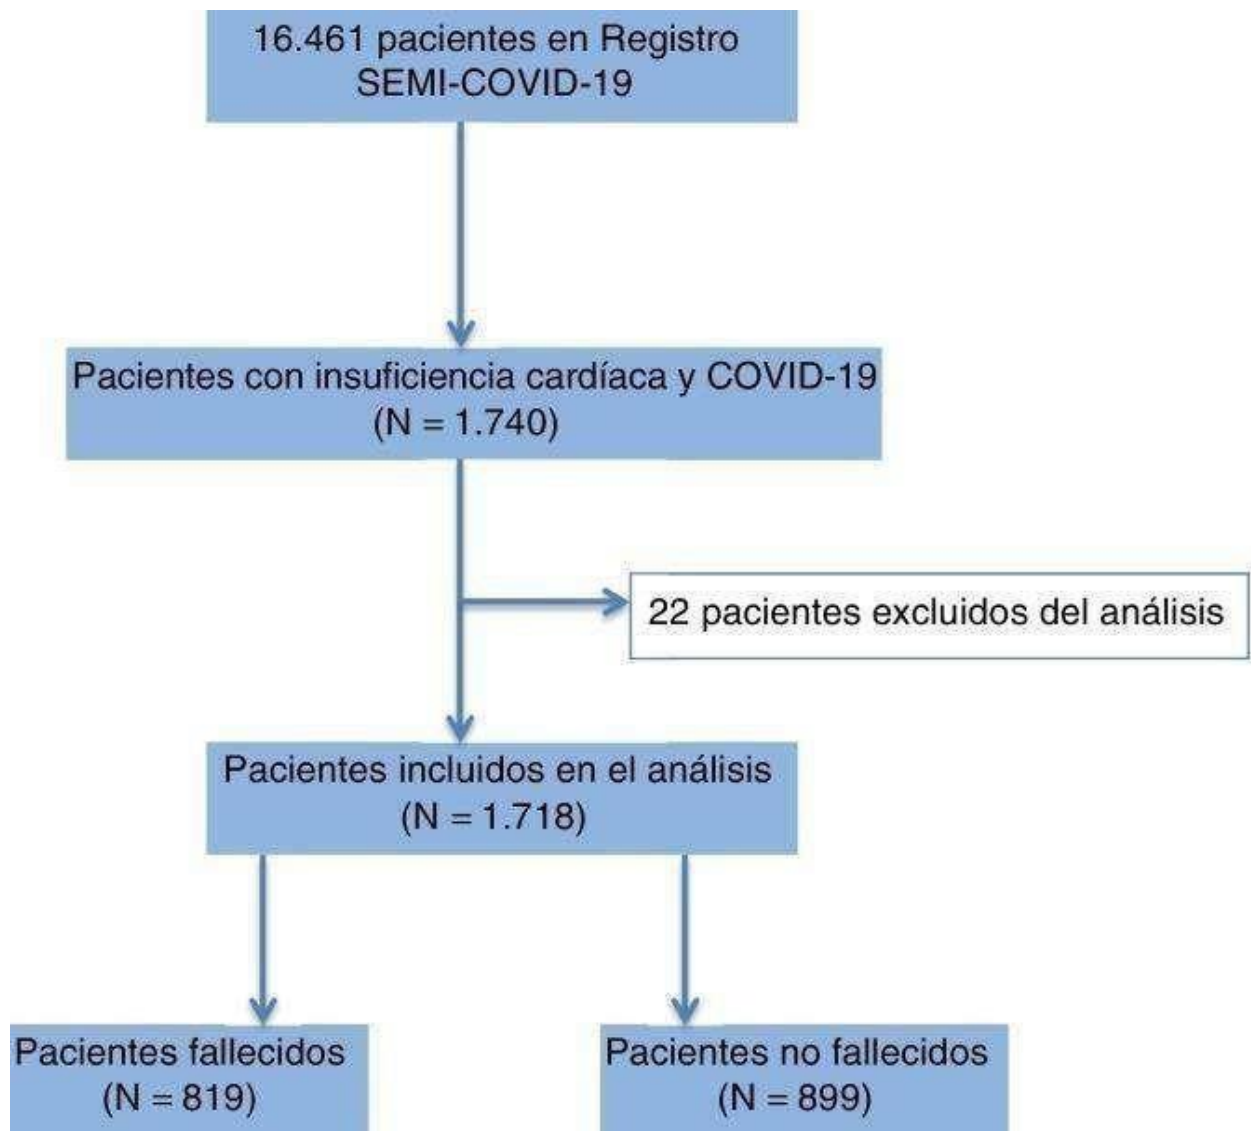 16.461 pacientes en Registro
SEMI-COVID-19
Pacientes con insuficiencia cardíaca y COVID-19
(N = 1.740)
22 pacientes excluidos del análisis
Pacientes incluidos en el análisis
(N = 1.718)
Pacientes fallecidos
(N = 819)
Pacientes no fallecidos
(N = 899)